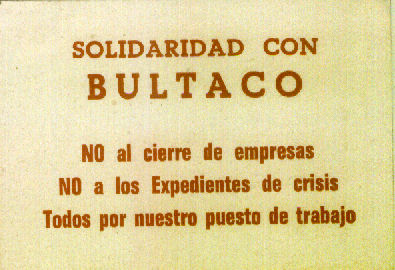 SOLIDARIDAD CON
BULTACO
NO al cierre de empresas
NO a los Expedientes de crisis
Todos por nuestro puesto de trabajo